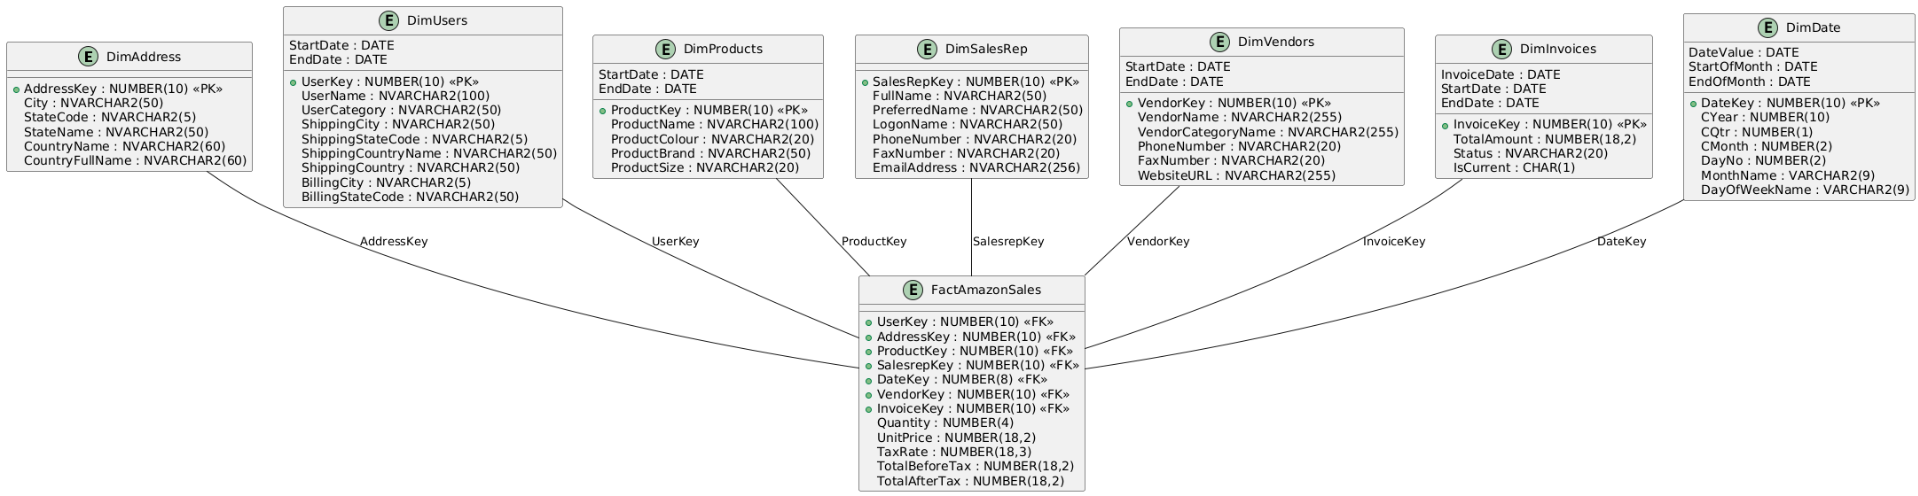 E DimAddress
AddressKey : NUMBER(10) «PK»
City : NVARCHAR2(50)
StateCode : NVARCHAR2(5)
StateName : NVARCHAR2(50)
CountryName : NVARCHAR2(60)
CountryFullName : NVARCHAR2(60)
E DimUsers
StartDate : DATE
EndDate : DATE
UserKey : NUMBER(10) «PK»
UserName : NVARCHAR2(100)
UserCategory : NVARCHAR2(50)
ShippingCity : NVARCHAR2(50)
ShippingStateCode : NVARCHAR2(5)
ShippingCountryName : NVARCHAR2(50)
ShippingCountry : NVARCHAR2(50)
BillingCity : NVARCHAR2(5)
BillingStateCode : NVARCHAR2(50)
E DimProducts
StartDate : DATE
EndDate : DATE
ProductKey : NUMBER(10) «PK»
ProductName : NVARCHAR2(100)
ProductColour : NVARCHAR2(20)
ProductBrand : NVARCHAR2(50)
ProductSize : NVARCHAR2(20)
E DimSalesRep
SalesRepKey : NUMBER(10) «PK»
FullName : NVARCHAR2(50)
PreferredName : NVARCHAR2(50)
LogonName : NVARCHAR2(50)
PhoneNumber : NVARCHAR2(20)
FaxNumber : NVARCHAR2(20)
EmailAddress : NVARCHAR2(256)
E DimVendors
StartDate : DATE
EndDate : DATE
VendorKey : NUMBER(10) «PK»
VendorName : NVARCHAR2(255)
VendorCategoryName : NVARCHAR2(255)
PhoneNumber : NVARCHAR2(20)
FaxNumber : NVARCHAR2(20)
WebsiteURL : NVARCHAR2(255)
E DimInvoices
InvoiceDate : DATE
StartDate : DATE
EndDate : DATE
InvoiceKey : NUMBER(10) «PK»
TotalAmount : NUMBER(18,2)
Status : NVARCHAR2(20)
IsCurrent : CHAR(1)
E DimDate
DateValue : DATE
StartOfMonth : DATE
EndOfMonth : DATE
DateKey : NUMBER(10) «PK»
CYear : NUMBER(10)
CQtr : NUMBER(1)
CMonth : NUMBER(2)
DayNo : NUMBER(2)
MonthName : VARCHAR2(9)
DayOfWeekName : VARCHAR2(9)
AddressKey
UserKey
ProductKey
SalesrepKey
VendorKey
InvoiceKey
DateKey
E FactAmazonSales
UserKey : NUMBER(10) «FK»
AddressKey : NUMBER(10) «FK»
ProductKey : NUMBER(10) «FK»
SalesrepKey : NUMBER(10) «FK»
DateKey : NUMBER(8) «FK»
VendorKey : NUMBER(10) «FK»
InvoiceKey : NUMBER(10) «FK»
Quantity : NUMBER(4)
UnitPrice : NUMBER(18,2)
TaxRate : NUMBER(18,3)
TotalBeforeTax : NUMBER(18,2)
TotalAfterTax : NUMBER(18,2)